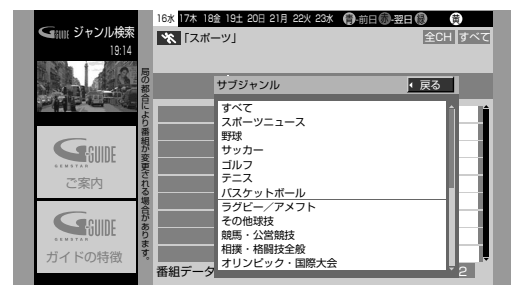 G GUIDE ジャンル検索
19:14
16水 17木 18金 19土 20日 21月 22火 23水 青-前日 赤-翌日 緑 黄
「スポーツ」
全CH すべて
局の都合により番組が変更される場合があります。
サブジャンル
戻る
すべて
スポーツニュース
野球
サッカー
ゴルフ
テニス
バスケットボール
ラグビー／アメフト
その他球技
競馬・公営競技
相撲・格闘技全般
オリンピック・国際大会
G-GUIDE
GEMSTAR
ご案内
G-GUIDE
GEMSTAR
ガイドの特徴
番組データ
2